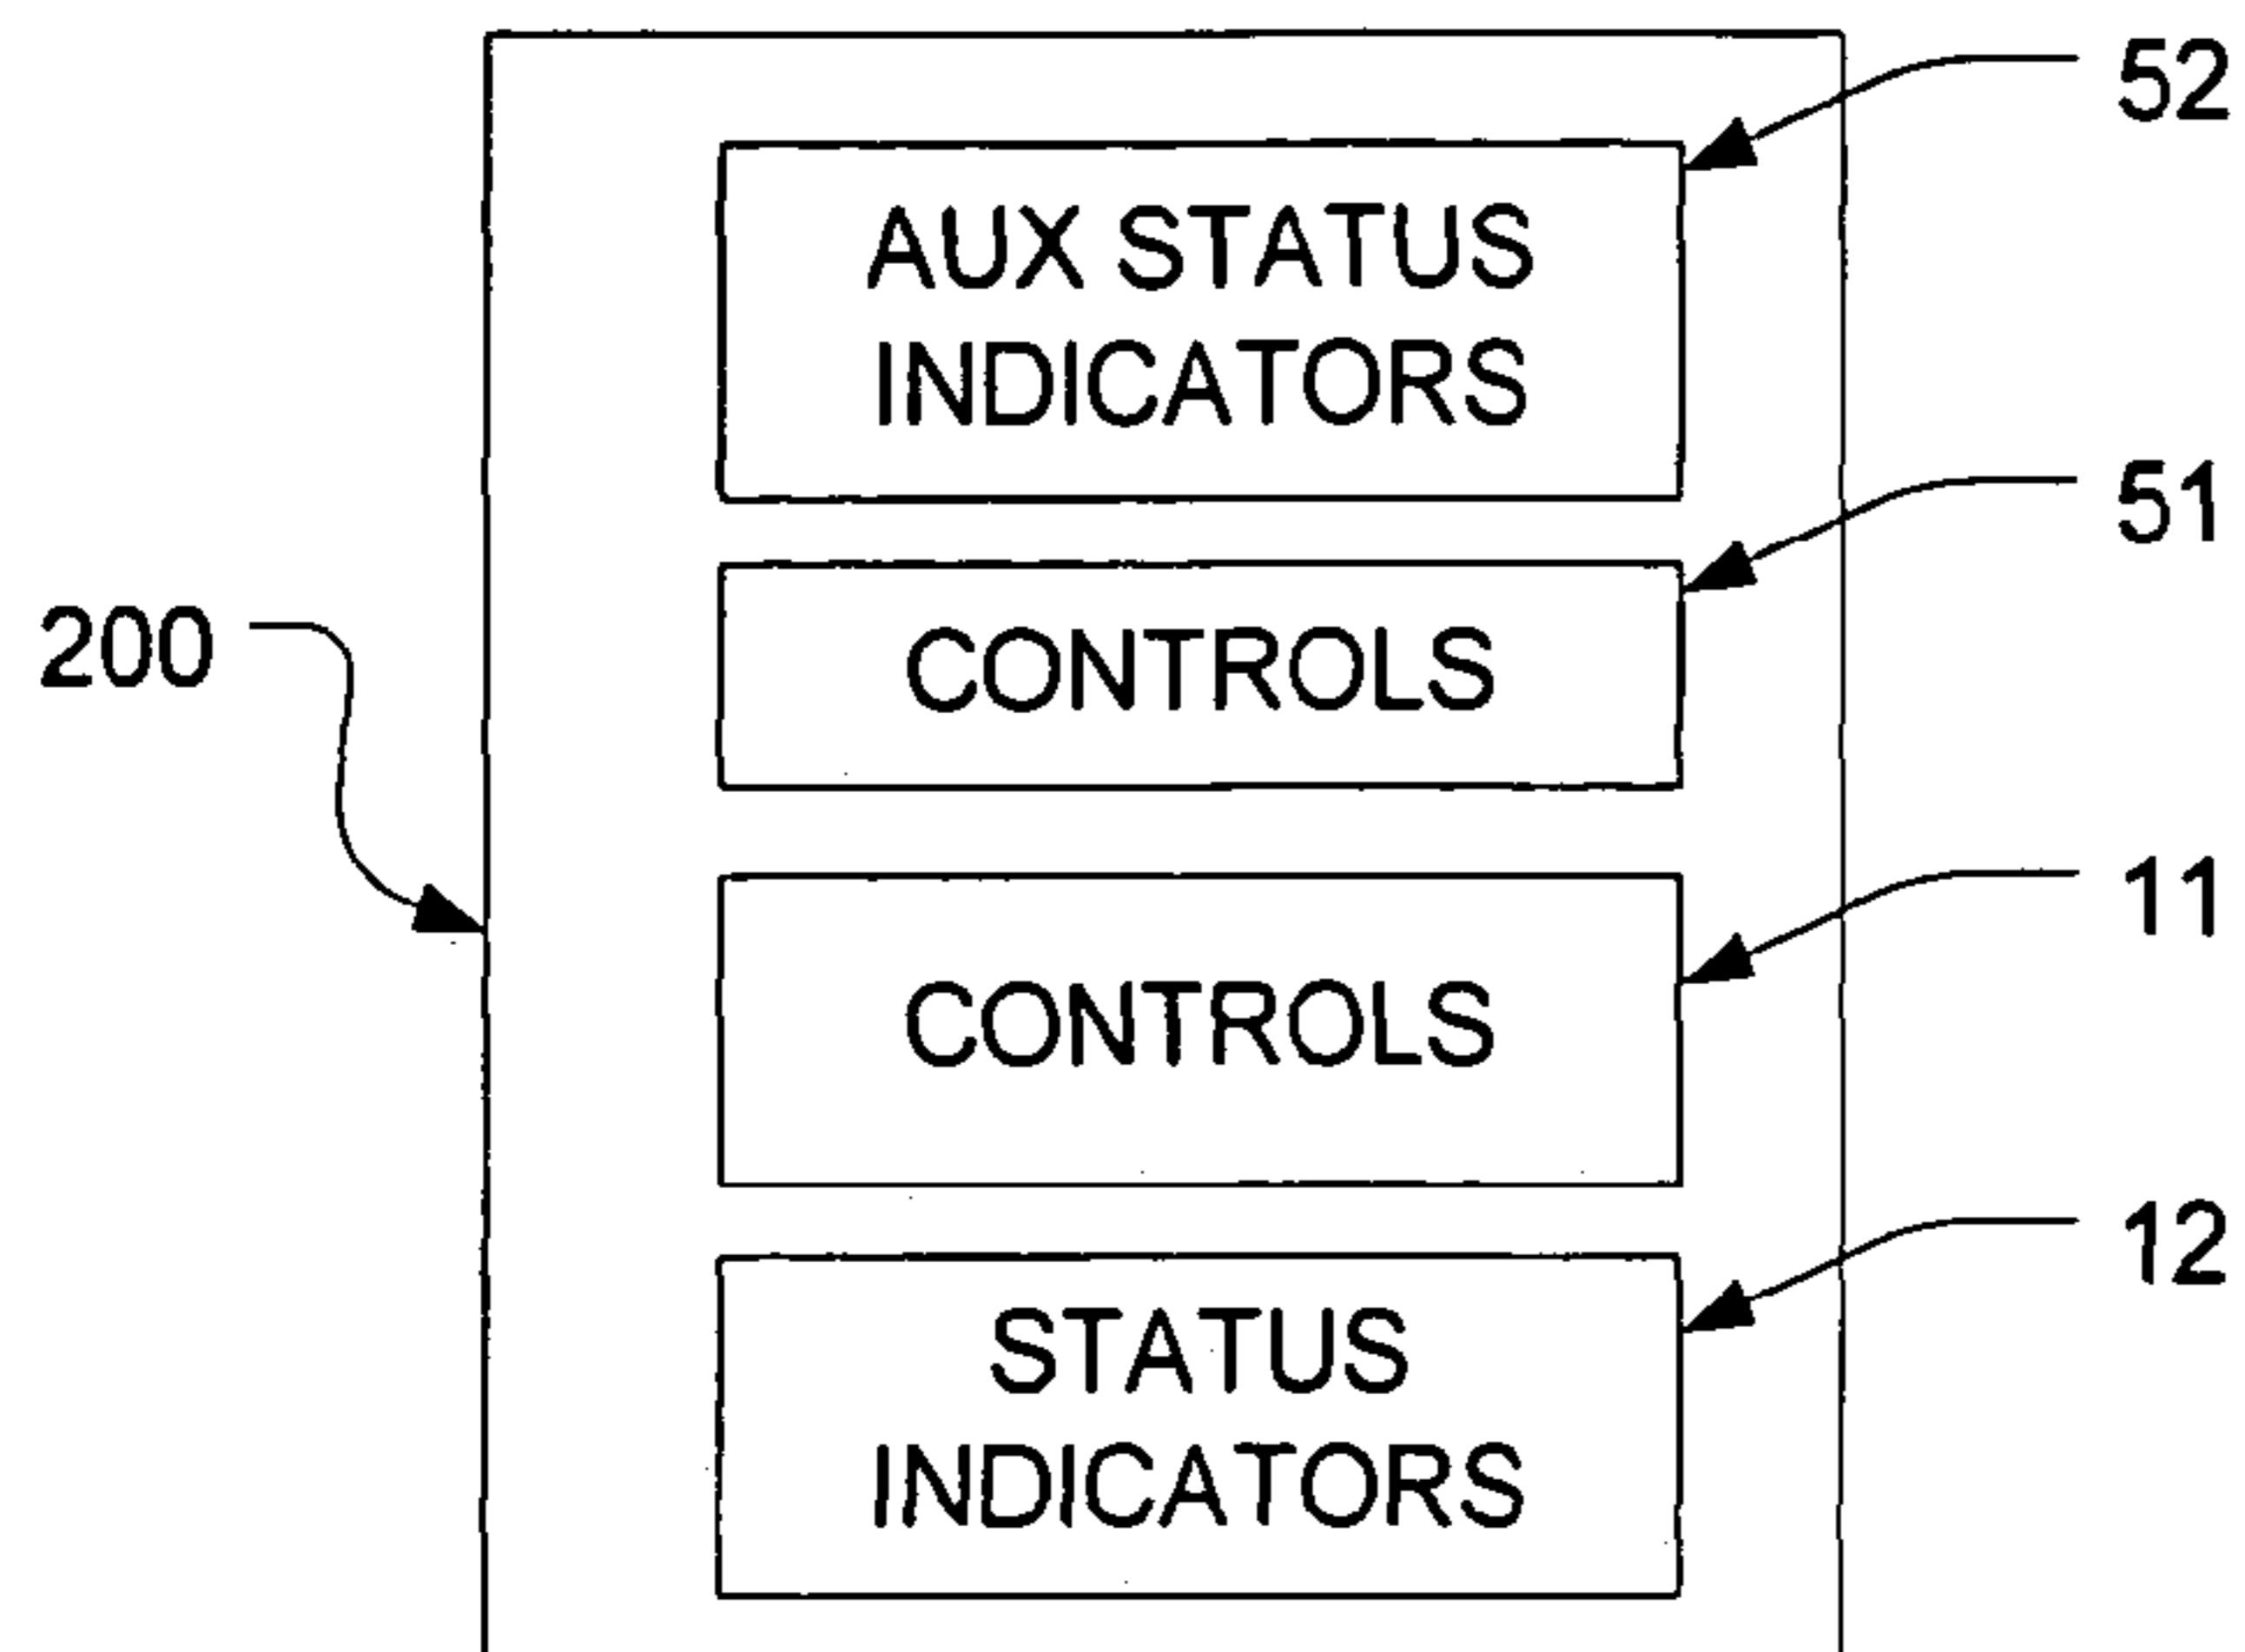 52
AUX STATUS
INDICATORS
51
200
CONTROLS
11
CONTROLS
12
STATUS
INDICATORS